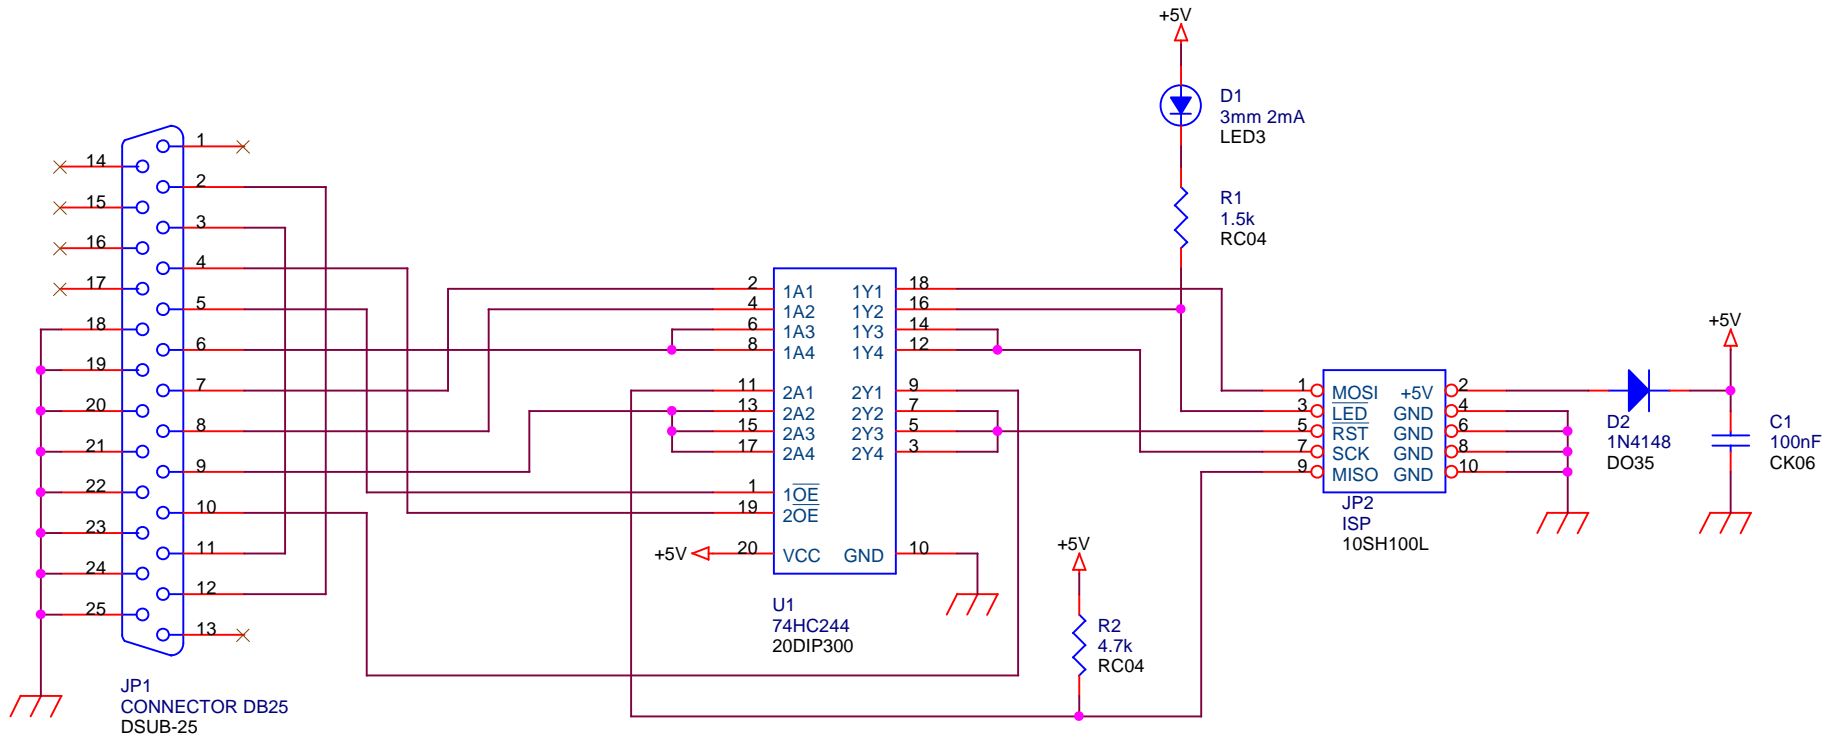 +5V
D1
3mm 2mA
LED3
R1
1.5k
RC04
1
14
2
15
3
16
4
17
5
18
6
19
7
20
8
21
9
22
10
23
11
24
12
25
13
JP1
CONNECTOR DB25
DSUB-25
2 1A1 1Y1 18
4 1A2 1Y2 16
6 1A3 1Y3 14
8 1A4 1Y4 12
11 2A1 2Y1 9
13 2A2 2Y2 7
15 2A3 2Y3 5
17 2A4 2Y4 3
1 1OE
19 2OE
+5V 20 VCC GND 10
U1
74HC244
20DIP300
+5V
R2
4.7k
RC04
1 MOSI +5V 2
3 LED GND 4
5 RST GND 6
7 SCK GND 8
9 MISO GND 10
JP2
ISP
10SH100L
D2
1N4148
DO35
+5V
C1
100nF
CK06